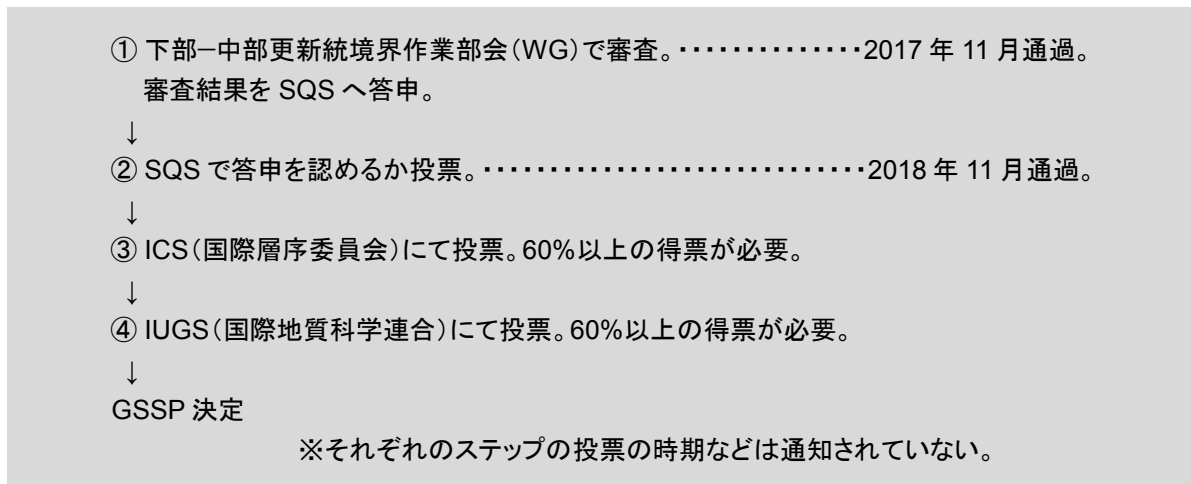 ① 下部−中部更新統境界作業部会(WG)で審査。・・・・・・・・・・・・・・2017 年 11 月通過。
審査結果を SQS へ答申。
↓
② SQS で答申を認めるか投票。・・・・・・・・・・・・・・・・・・・・・・・・・・・・・2018 年 11 月通過。
↓
③ ICS(国際層序委員会)にて投票。60%以上の得票が必要。
↓
④ IUGS(国際地質科学連合)にて投票。60%以上の得票が必要。
↓
GSSP 決定
※それぞれのステップの投票の時期などは通知されていない。